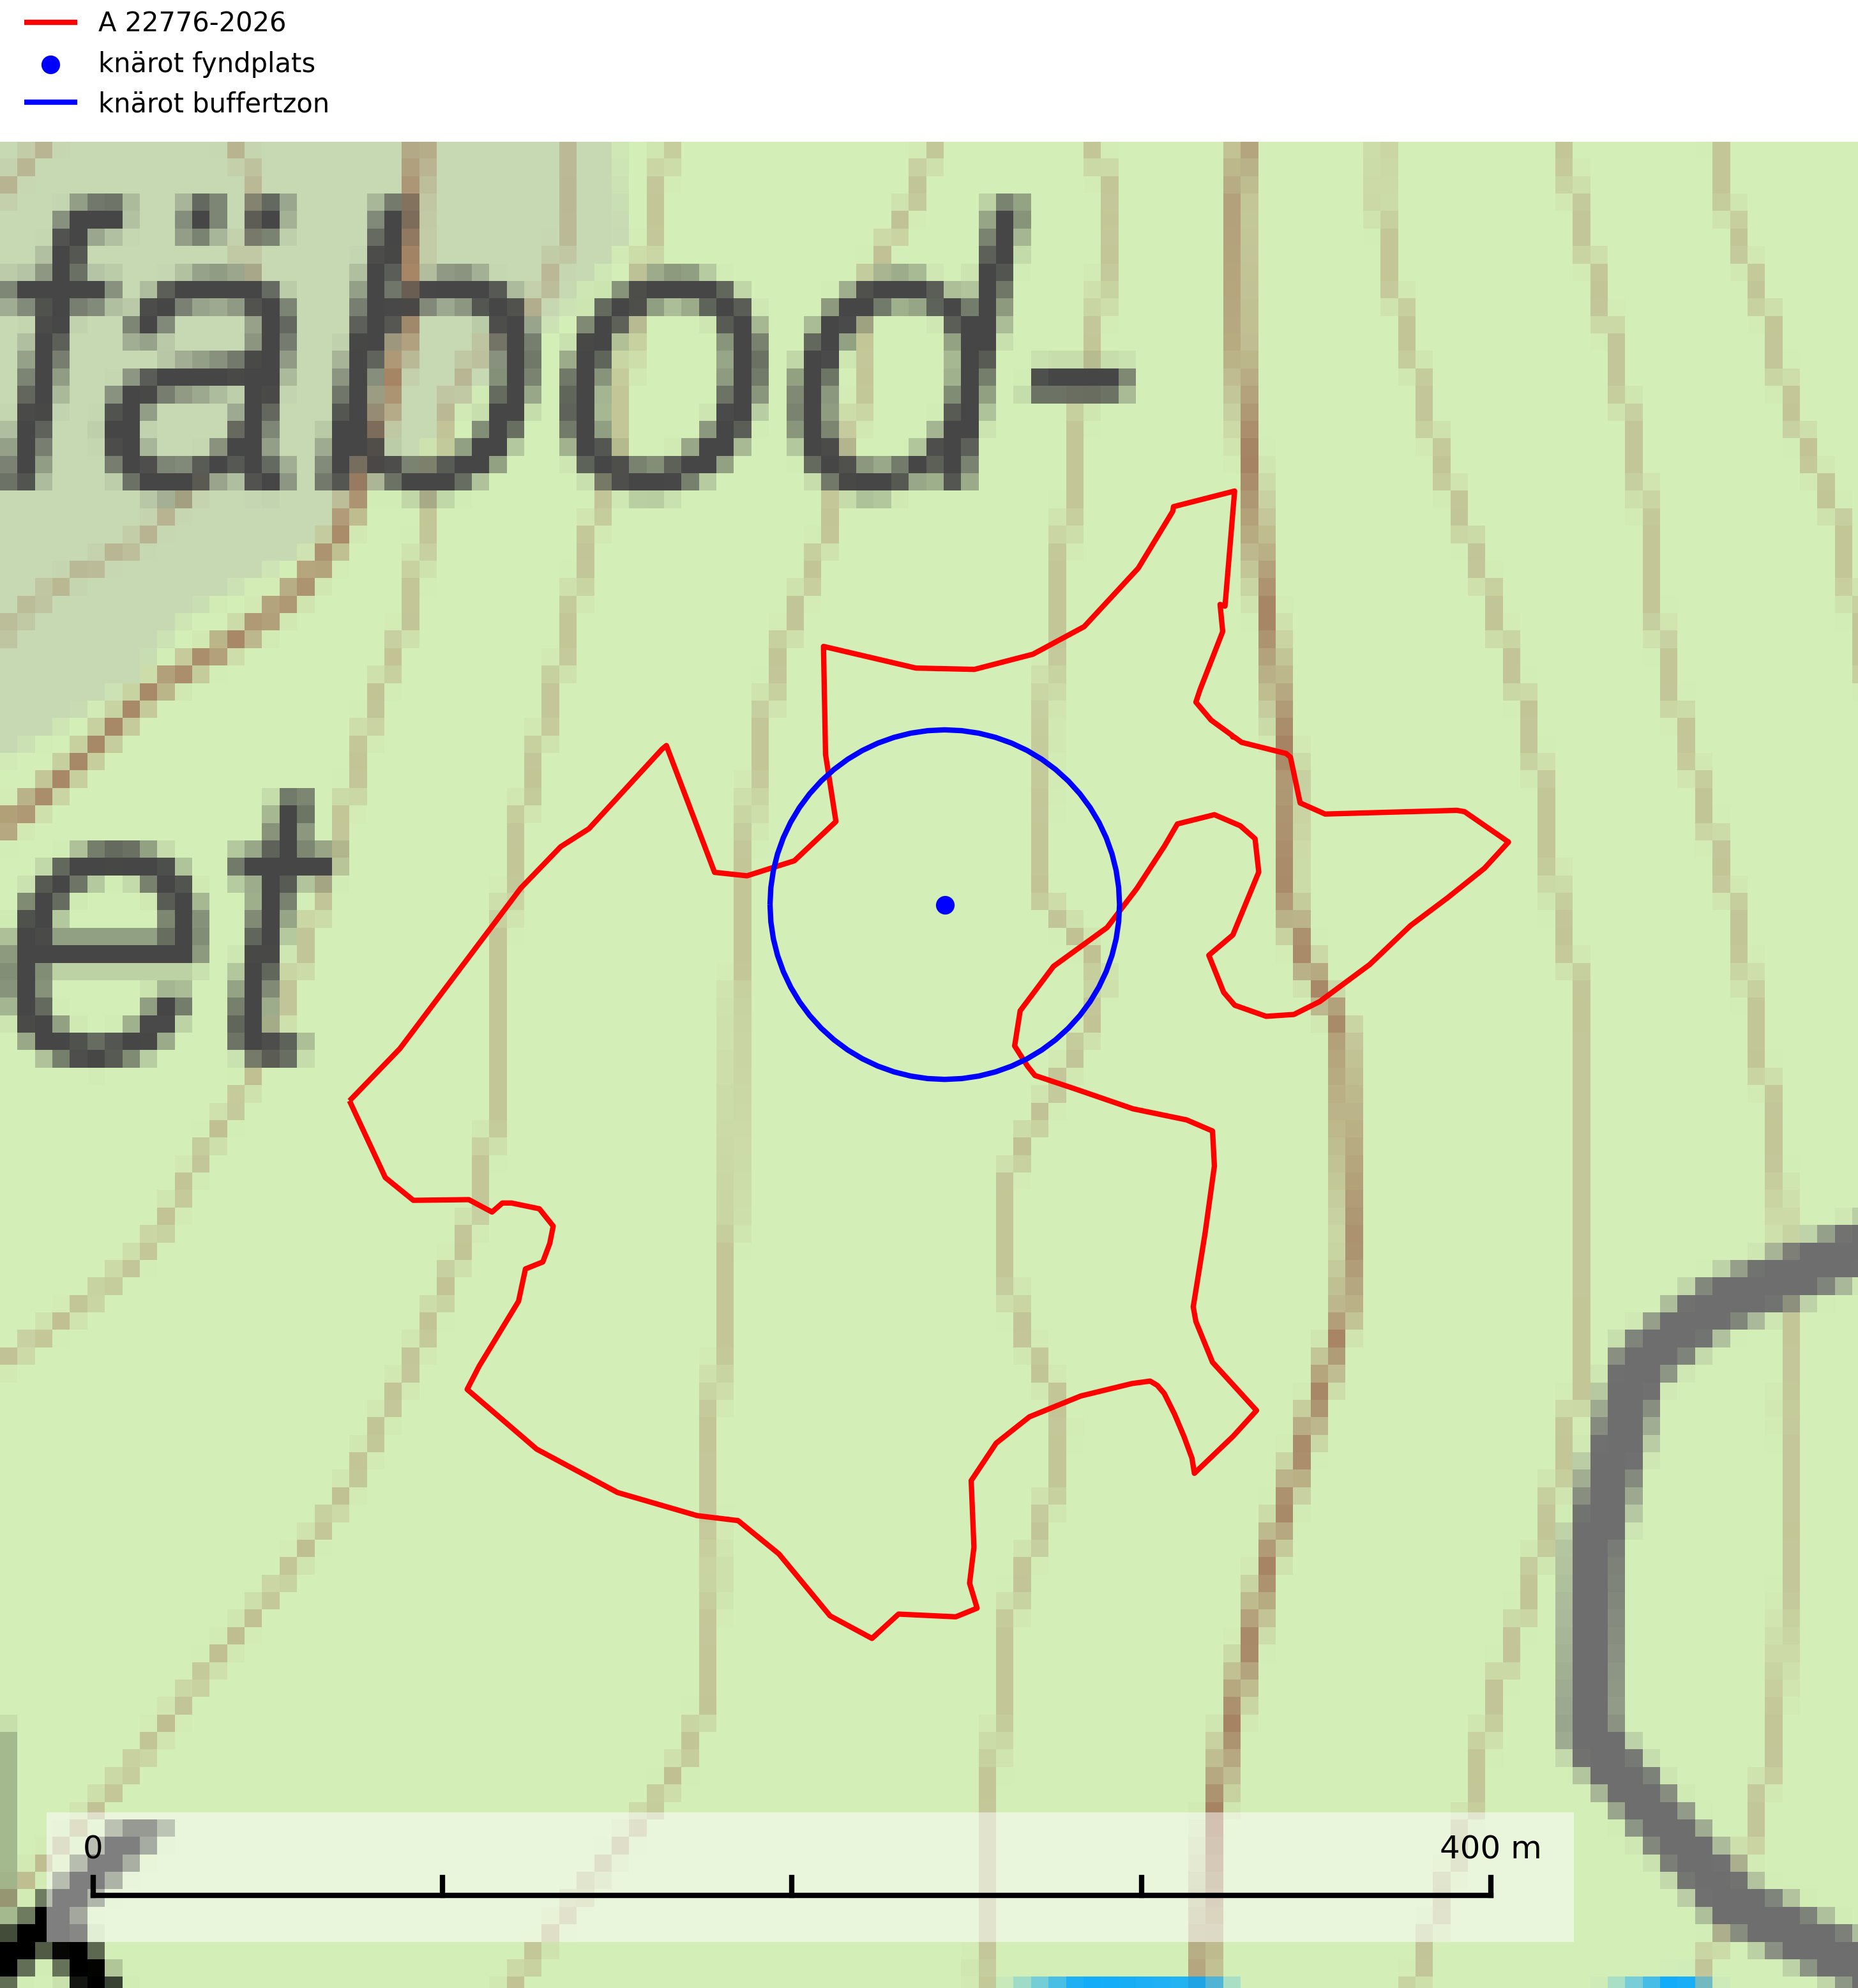 A 22776-2026
knärot fyndplats
knärot buffertzon
fäbod-
et
0 400 m